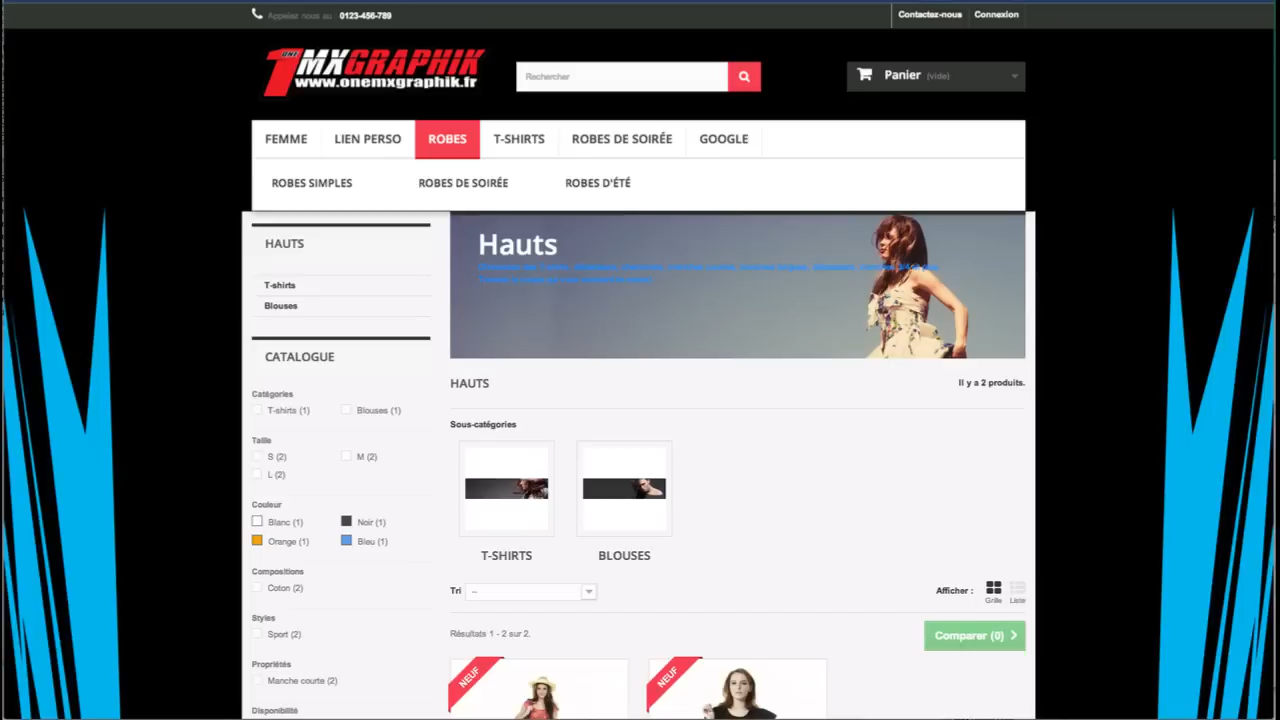 Appelez nous au 0123-456-789
Contactez-nous
Connexion
ONE
1MXGRAPHIK
www.onemxgraphik.fr
Rechercher
Panier (vide)
FEMME
LIEN PERSO
ROBES
T-SHIRTS
ROBES DE SOIRÉE
GOOGLE
ROBES SIMPLES
ROBES DE SOIRÉE
ROBES D'ÉTÉ
HAUTS
T-shirts
Blouses
Hauts
CATALOGUE
Catégories
T-shirts (1)
Blouses (1)
Taille
S (2)
M (2)
L (2)
Couleur
Blanc (1)
Noir (1)
Orange (1)
Bleu (1)
Compositions
Coton (2)
Styles
Sport (2)
Propriétés
Manche courte (2)
Disponibilité
HAUTS
Il y a 2 produits.
Sous-catégories
T-SHIRTS
BLOUSES
Tri
--
Afficher :
Grille
Liste
Résultats 1 - 2 sur 2.
Comparer (0)
NEUF
NEUF